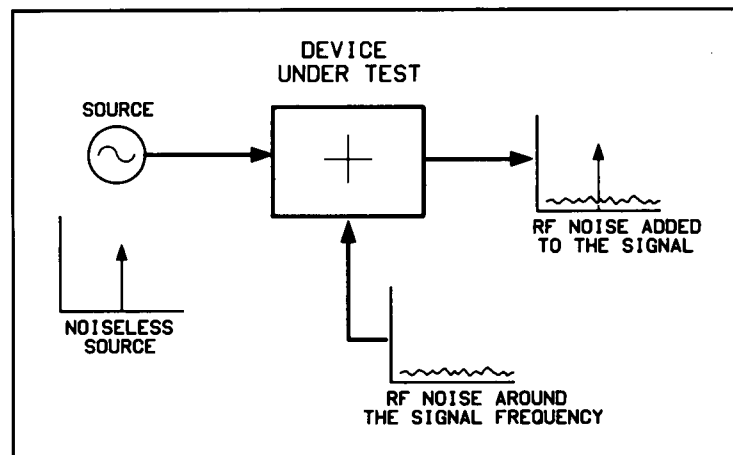 DEVICE
UNDER TEST
SOURCE
RF NOISE ADDED
TO THE SIGNAL
NOISELESS
SOURCE
RF NOISE AROUND
THE SIGNAL FREQUENCY